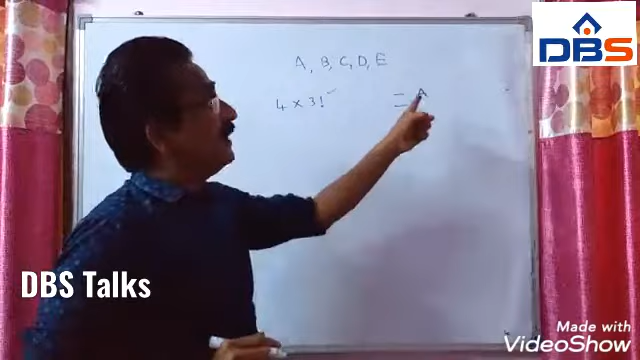 DBS
A, B, C, D, E
4 × 3!
=
DBS Talks
Made with
VideoShow